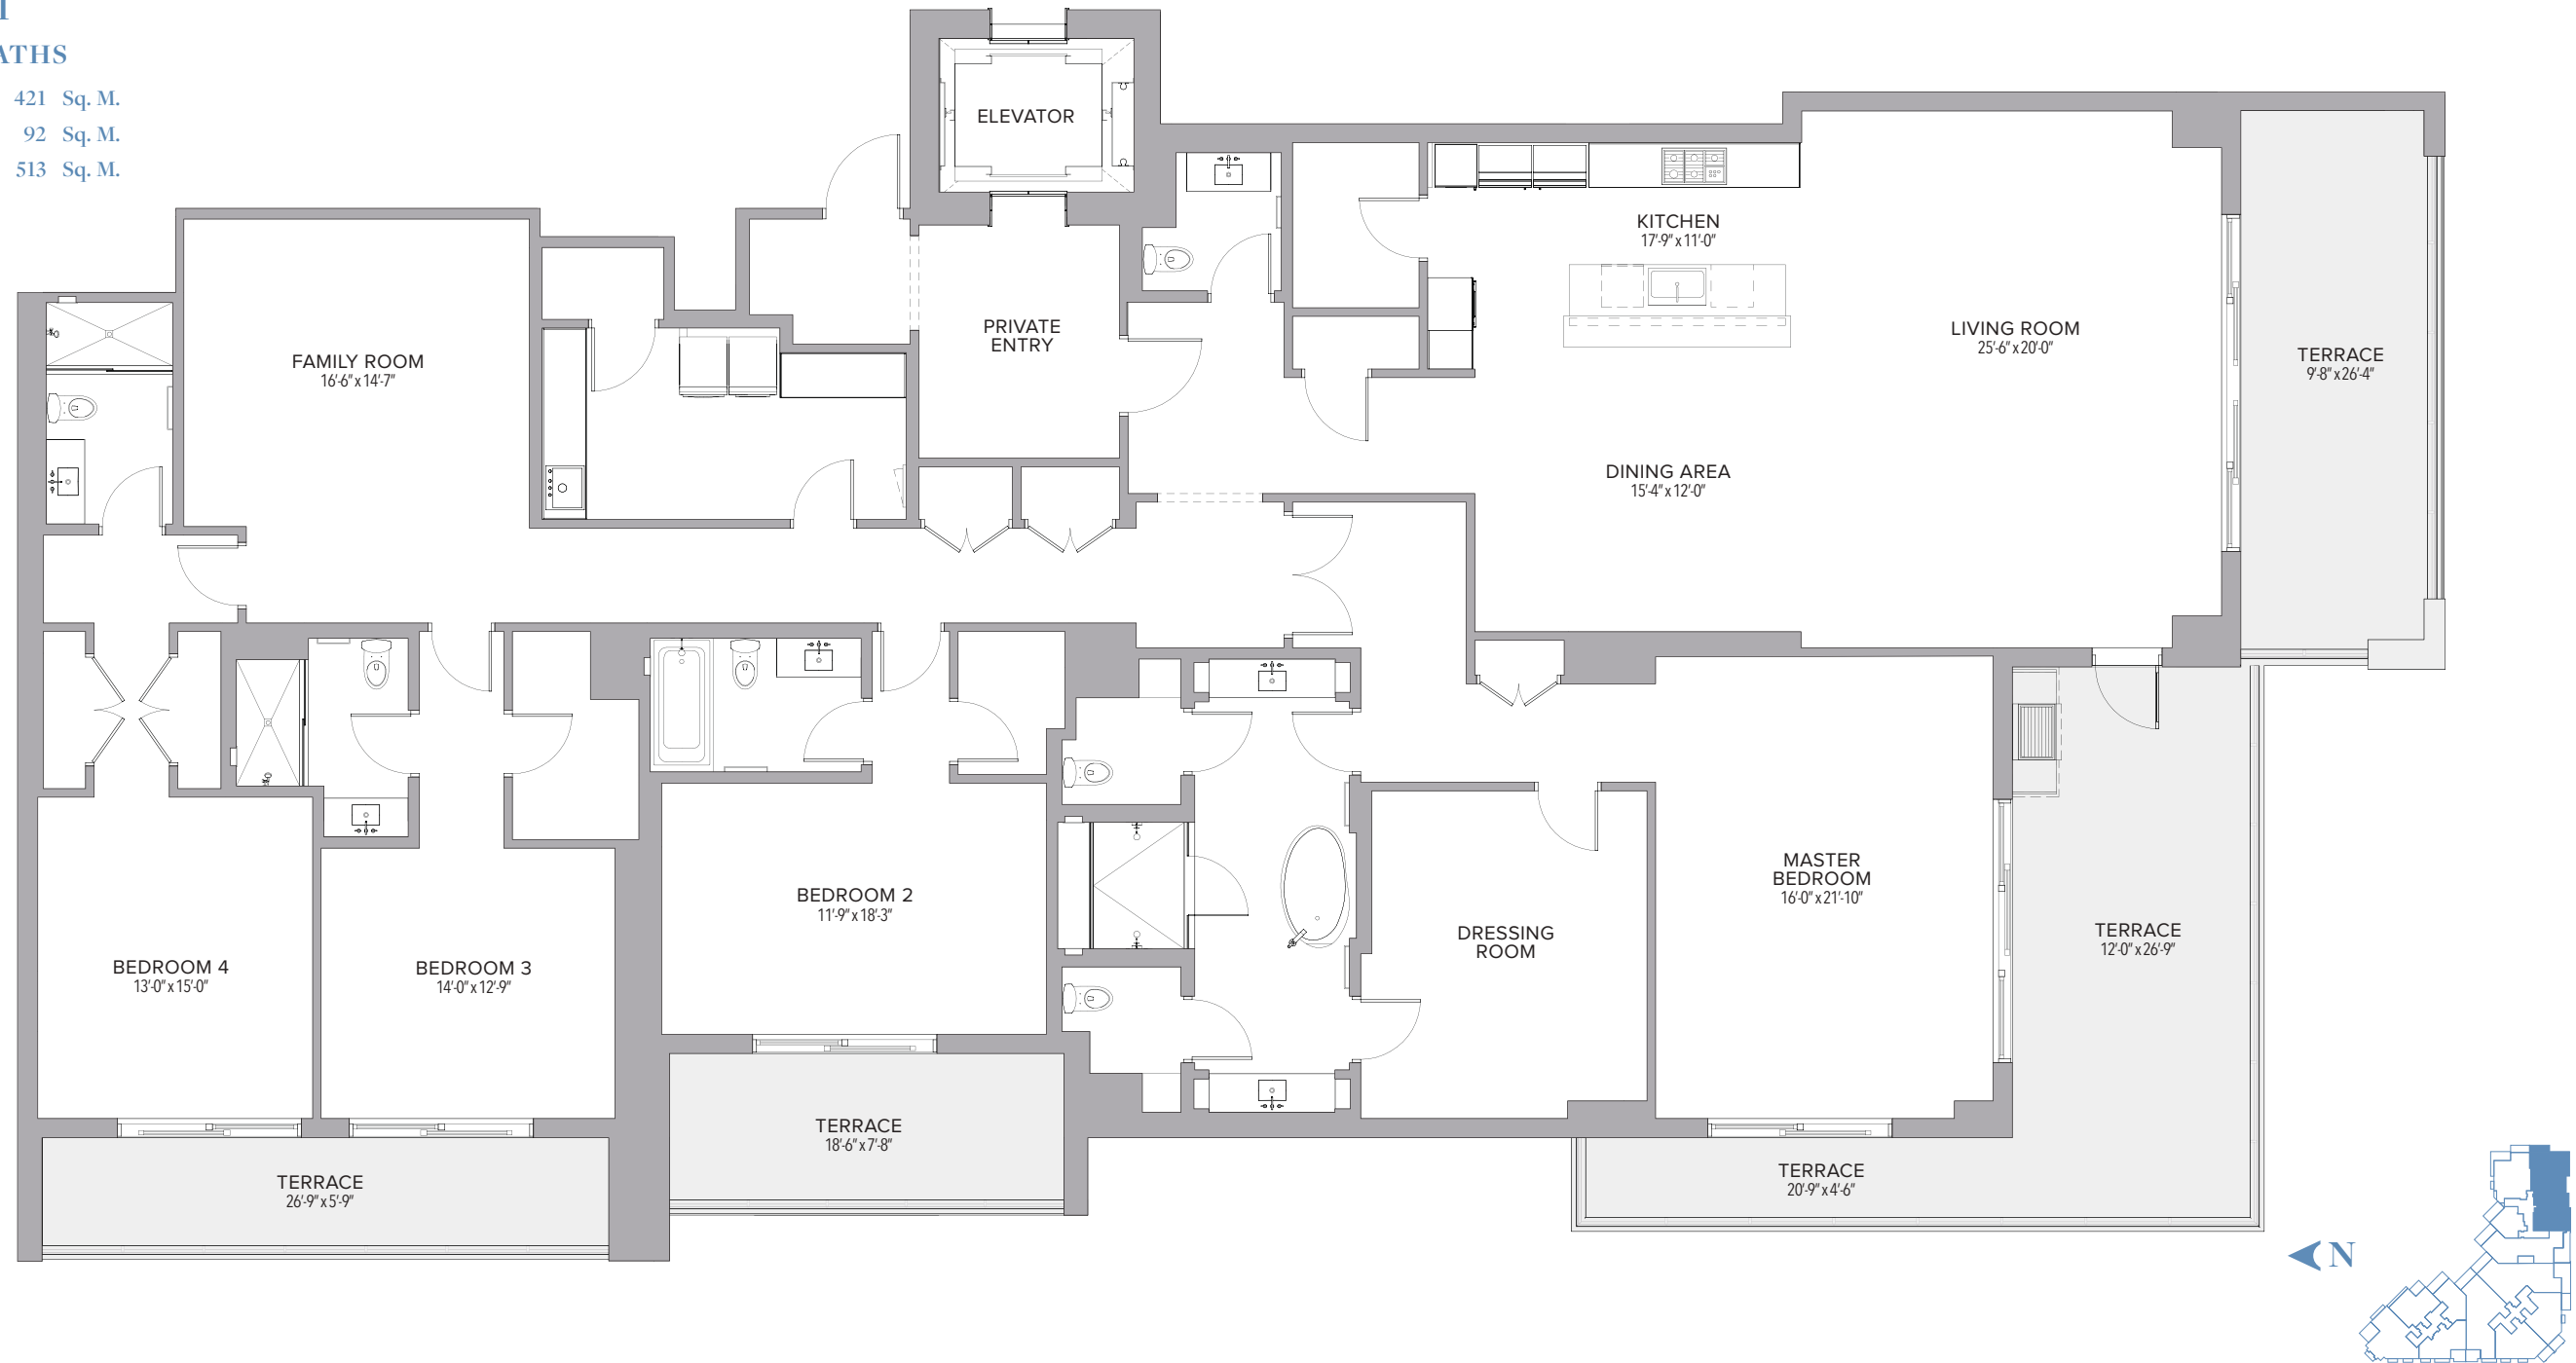 421 Sq. M.
92 Sq. M.
513 Sq. M.
ELEVATOR
KITCHEN
17'-9" x 11'-0"
PRIVATE
ENTRY
LIVING ROOM
25'-6" x 20'-0"
TERRACE
9'-8" x 26'-4"
FAMILY ROOM
16'-6" x 14'-7"
DINING AREA
15'-4" x 12'-0"
MASTER
BEDROOM
16'-0" x 21'-10"
BEDROOM 2
11'-9" x 18'-3"
DRESSING
ROOM
TERRACE
12'-0" x 26'-9"
BEDROOM 4
13'-0" x 15'-0"
BEDROOM 3
14'-0" x 12'-9"
TERRACE
18'-6" x 7'-8"
TERRACE
26'-9" x 5'-9"
TERRACE
20'-9" x 4'-6"
N